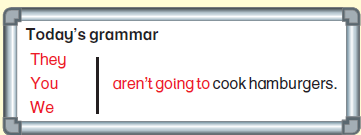 Today's grammar
They
You aren't going to cook hamburgers.
We